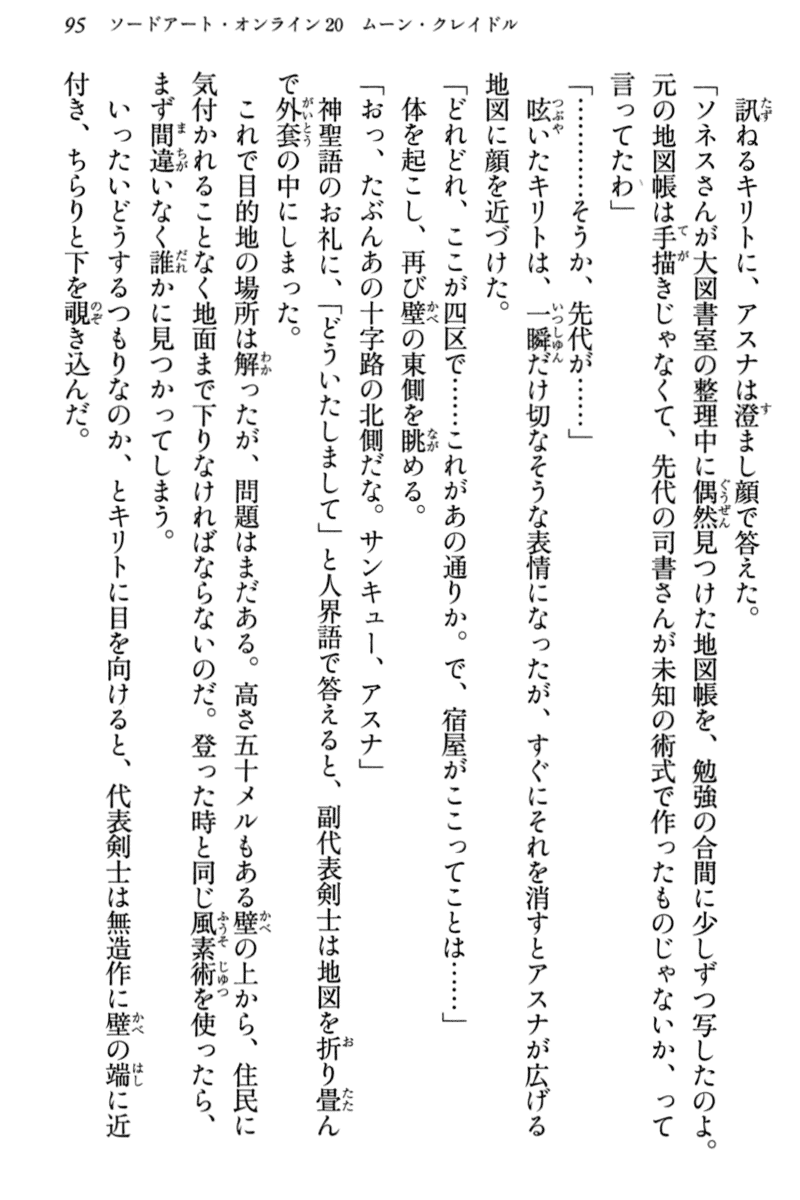 95　ソードアート・オンライン20　ムーン・クレイドル
　訊ねるキリトに、アスナは澄まし顔で答えた。
「ソネスさんが大図書室の整理中に偶然見つけた地図帳を、勉強の合間に少しずつ写したのよ。
元の地図帳は手描きじゃなくて、先代の司書さんが未知の術式で作ったものじゃないか、って
言ってたわ」
「…………そうか、先代が……」
　呟いたキリトは、一瞬だけ切なそうな表情になったが、すぐにそれを消すとアスナが広げる
地図に顔を近づけた。
「どれどれ、ここが四区で……これがあの通りか。で、宿屋がここってことは……」
　体を起こし、再び壁の東側を眺める。
「おっ、たぶんあの十字路の北側だな。サンキュー、アスナ」
　神聖語のお礼に、「どういたしまして」と人界語で答えると、副代表剣士は地図を折り畳ん
で外套の中にしまった。
　これで目的地の場所は解ったが、問題はまだある。高さ五十メルもある壁の上から、住民に
気付かれることなく地面まで下りなければならないのだ。登った時と同じ風素術を使ったら、
まず間違いなく誰かに見つかってしまう。
　いったいどうするつもりなのか、とキリトに目を向けると、代表剣士は無造作に壁の端に近
付き、ちらりと下を覗き込んだ。